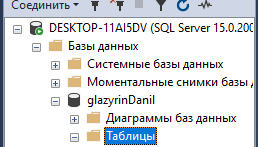 Соединить
DESKTOP-11AI5DV (SQL Server 15.0.200
Базы данных
Системные базы данных
Моментальные снимки базы д
glazyrinDanil
Диаграммы баз данных
Таблицы